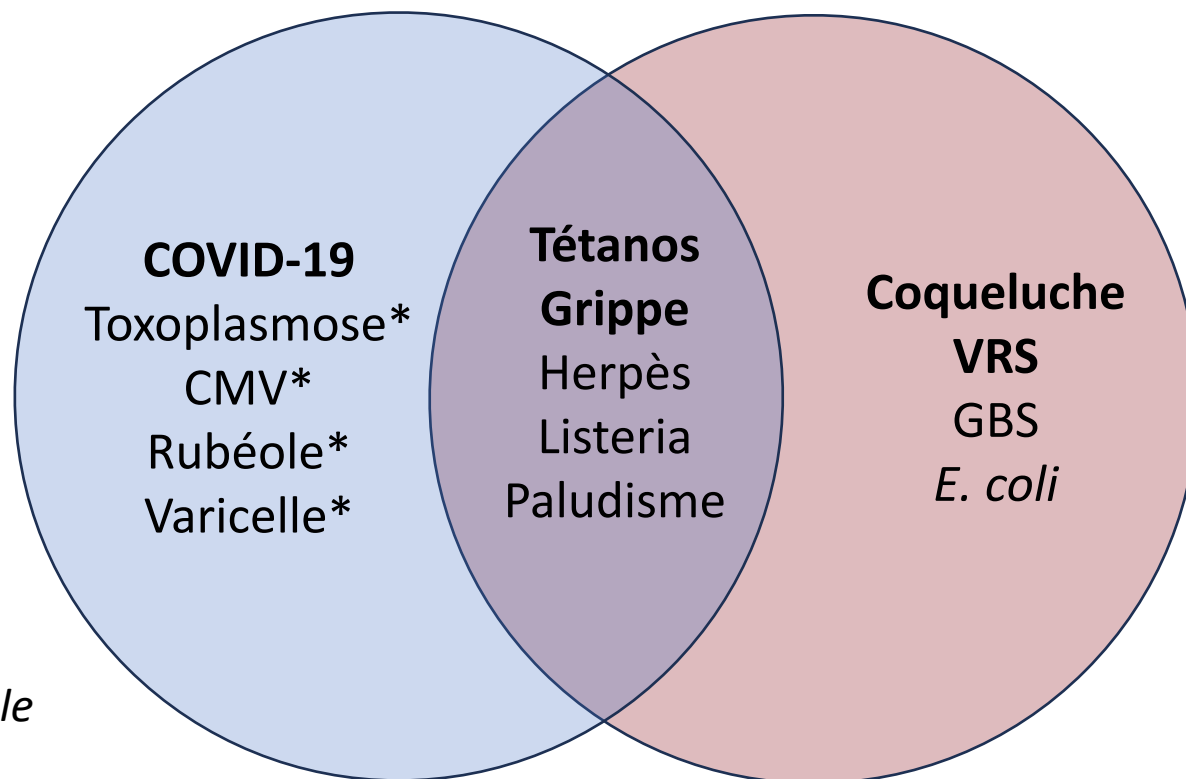 COVID-19
Toxoplasmose*
CMV*
Rubéole*
Varicelle*
Tétanos
Grippe
Herpès
Listeria
Paludisme
Coqueluche
VRS
GBS
E. coli
le